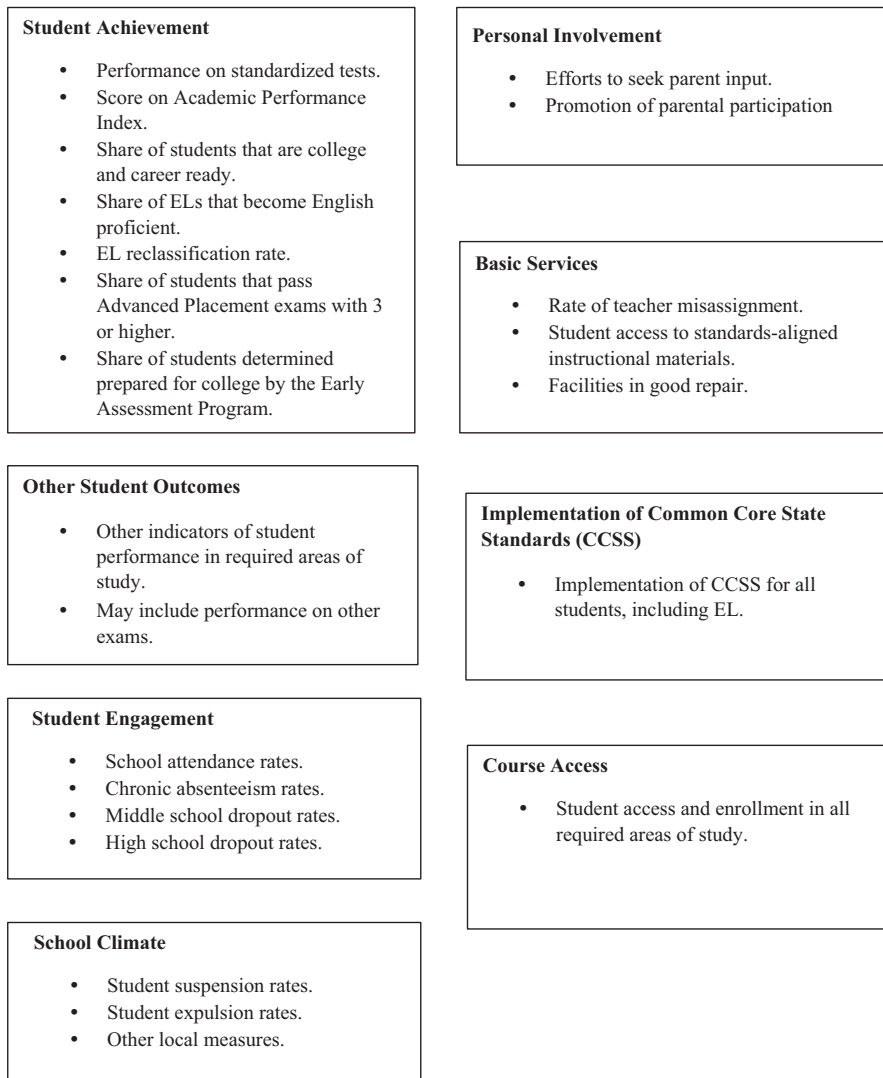 Student Achievement
• Performance on standardized tests.
• Score on Academic Performance
Index.
• Share of students that are college
and career ready.
• Share of ELs that become English
proficient.
• EL reclassification rate.
• Share of students that pass
Advanced Placement exams with 3
or higher.
• Share of students determined
prepared for college by the Early
Assessment Program.
Other Student Outcomes
• Other indicators of student
performance in required areas of
study.
• May include performance on other
exams.
Student Engagement
• School attendance rates.
• Chronic absenteeism rates.
• Middle school dropout rates.
• High school dropout rates.
School Climate
• Student suspension rates.
• Student expulsion rates.
• Other local measures.
Personal Involvement
• Efforts to seek parent input.
• Promotion of parental participation
Basic Services
• Rate of teacher misassignment.
• Student access to standards-aligned
instructional materials.
• Facilities in good repair.
Implementation of Common Core State
Standards (CCSS)
• Implementation of CCSS for all
students, including EL.
Course Access
• Student access and enrollment in all
required areas of study.